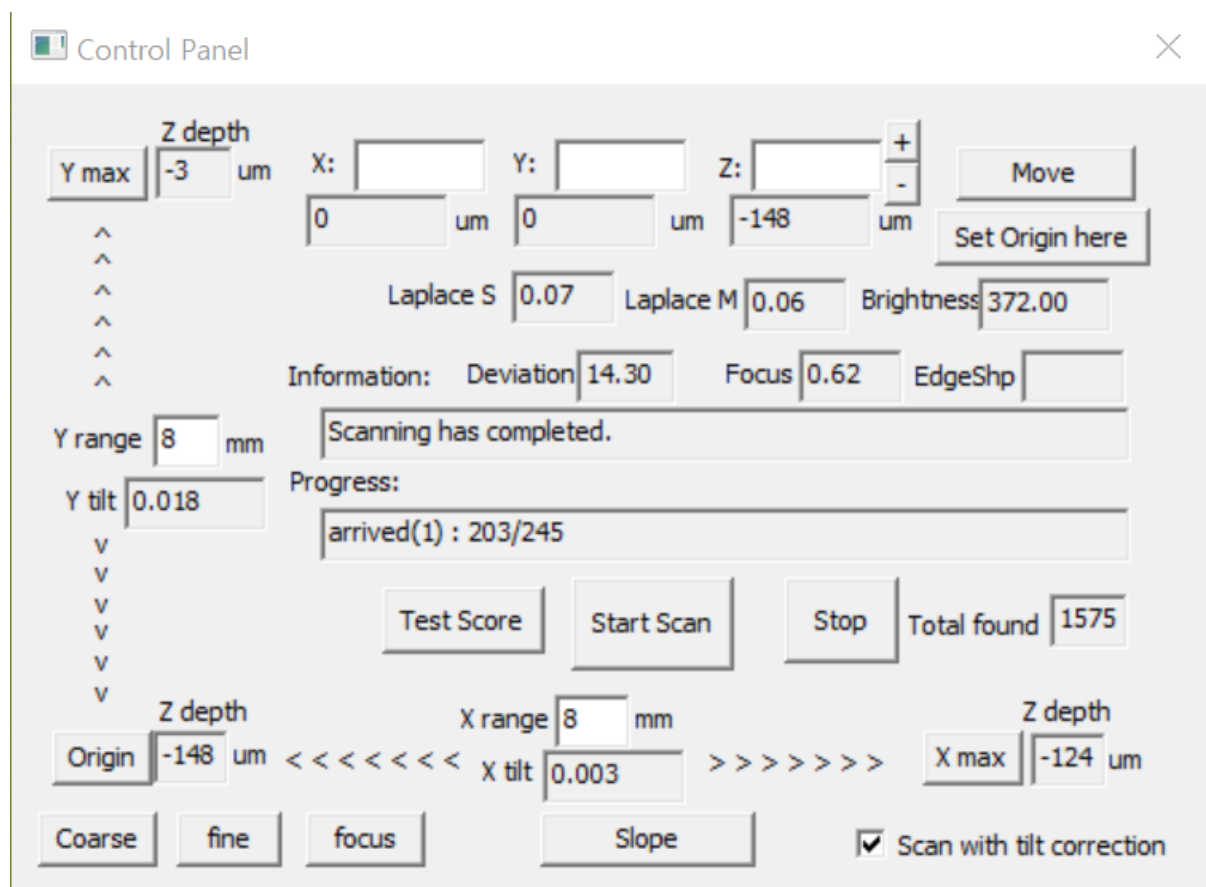 Control Panel
Z depth
Y max -3 um X: Y: Z: + - Move
0 um 0 um -148 um Set Origin here
^
^
^
^
^
^
Laplace S 0.07 Laplace M 0.06 Brightness 372.00
Information: Deviation 14.30 Focus 0.62 EdgeShp
Scanning has completed.
Y range 8 mm
Progress:
Y tilt 0.018
arrived(1) : 203/245
v
v
v
v
v
v
Test Score Start Scan Stop Total found 1575
Z depth X range 8 mm Z depth
Origin -148 um < < < < < < < X tilt 0.003 > > > > > > > X max -124 um
Coarse fine focus Slope Scan with tilt correction